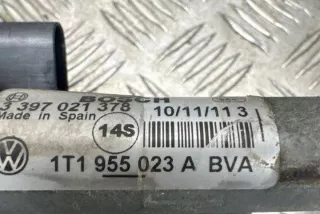 BOSCH
3 397 021 378
Made in Spain
14S
10/11/11 3
1T1 955 023 A BVA